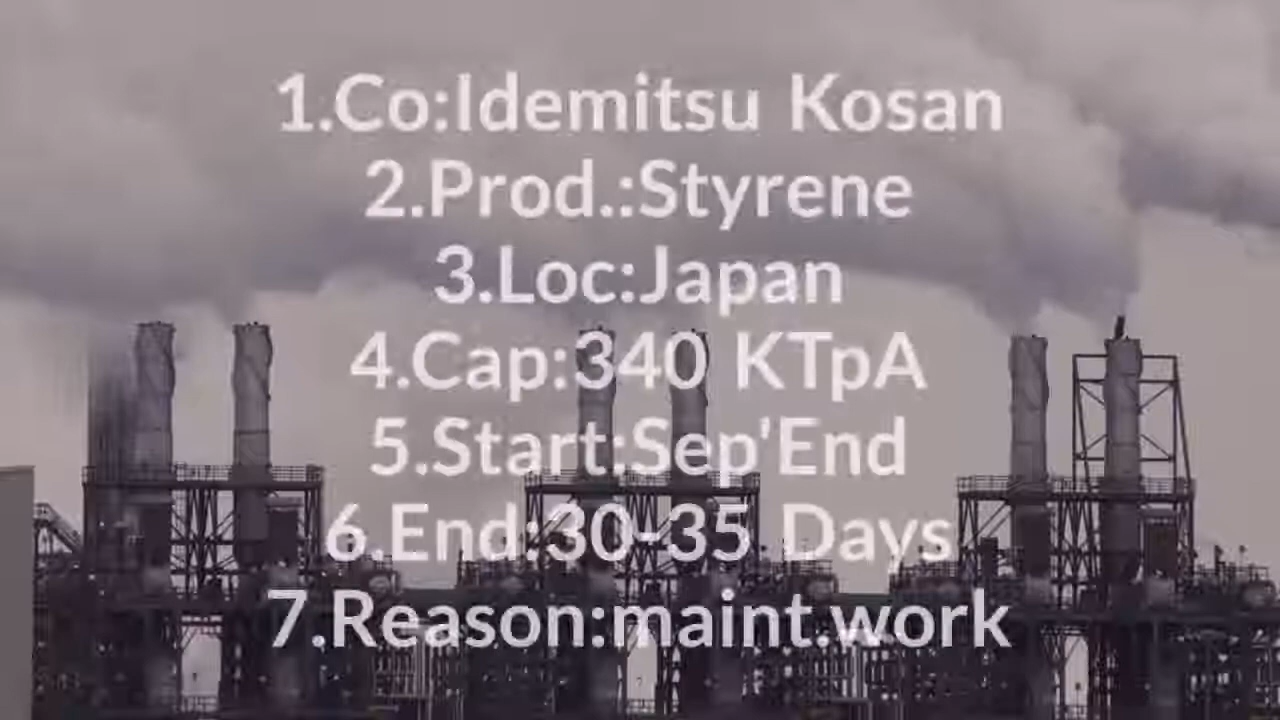 1.Co:Idemitsu Kosan
2.Prod.:Styrene
3.Loc:Japan
4.Cap:340 KTpA
5.Start:Sep'End
6.End:30-35 Days
7.Reason:maint.work